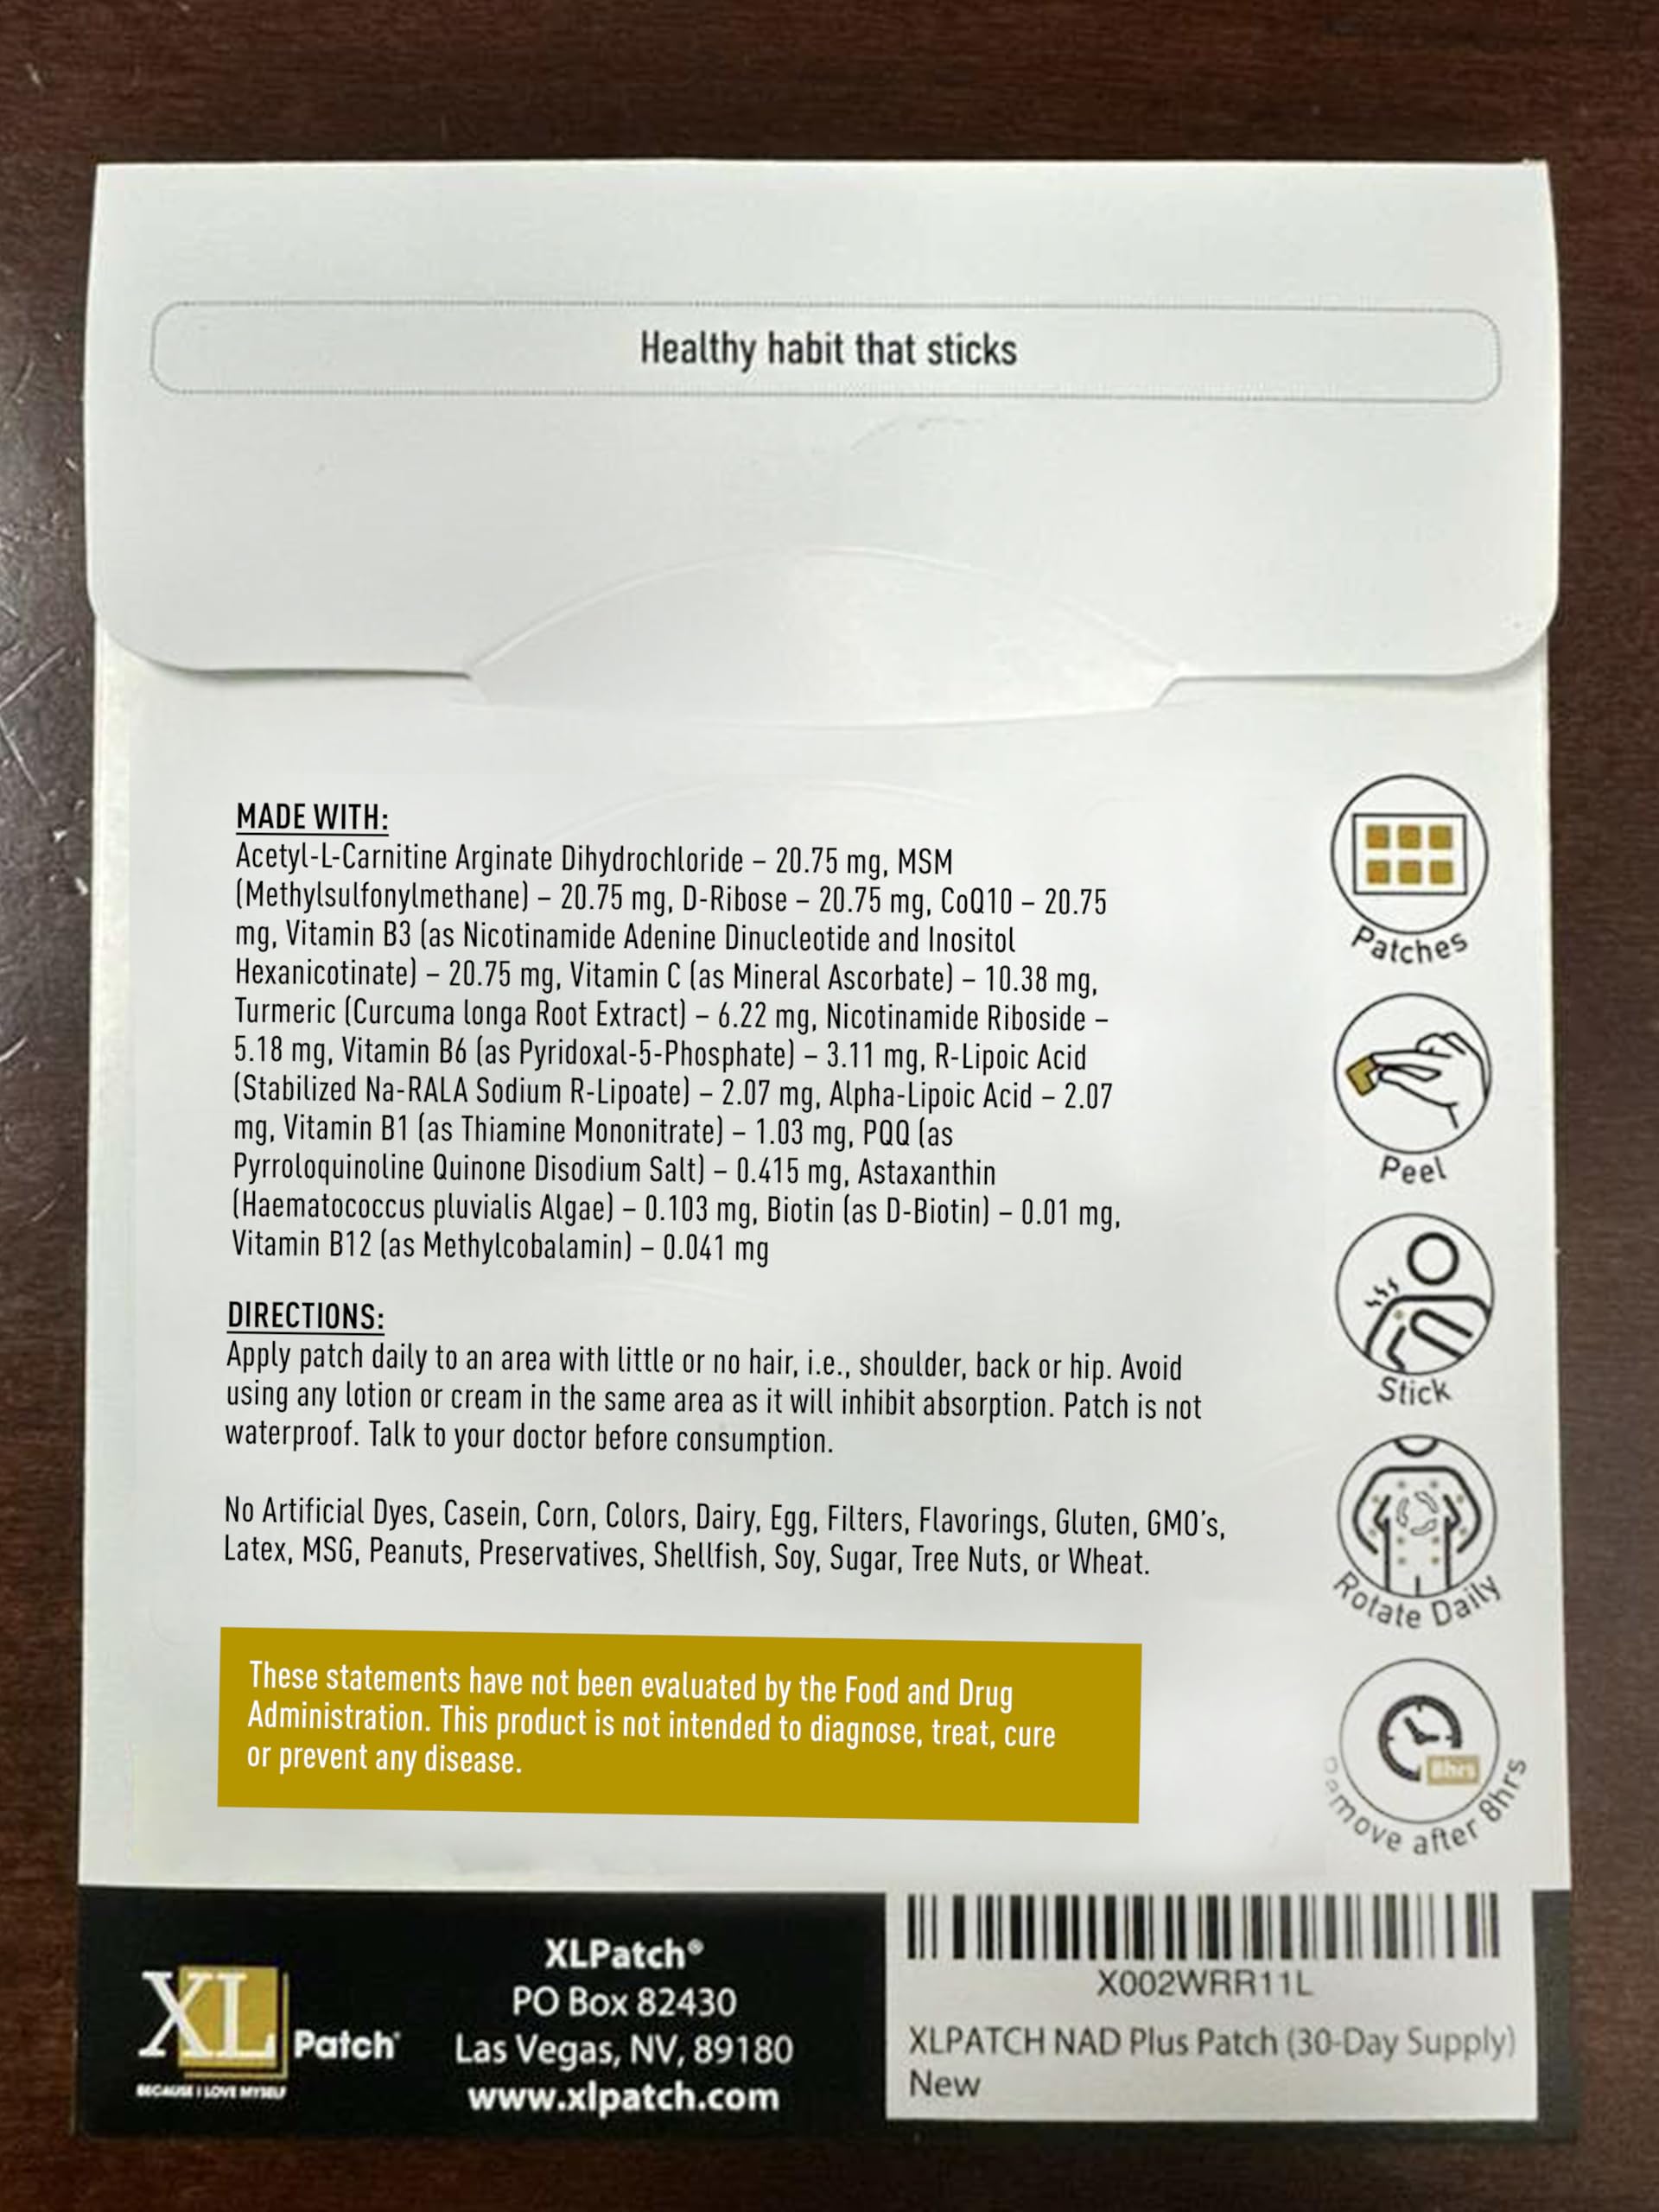 Healthy habit that sticks
MADE WITH:
Acetyl-L-Carnitine Arginate Dihydrochloride – 20.75 mg, MSM
(Methylsulfonylmethane) – 20.75 mg, D-Ribose – 20.75 mg, CoQ10 – 20.75
mg, Vitamin B3 (as Nicotinamide Adenine Dinucleotide and Inositol
Hexanicotinate) – 20.75 mg, Vitamin C (as Mineral Ascorbate) – 10.38 mg,
Turmeric (Curcuma longa Root Extract) – 6.22 mg, Nicotinamide Riboside –
5.18 mg, Vitamin B6 (as Pyridoxal-5-Phosphate) – 3.11 mg, R-Lipoic Acid
(Stabilized Na-RALA Sodium R-Lipoate) – 2.07 mg, Alpha-Lipoic Acid – 2.07
mg, Vitamin B1 (as Thiamine Mononitrate) – 1.03 mg, PQQ (as
Pyrroloquinoline Quinone Disodium Salt) – 0.415 mg, Astaxanthin
(Haematococcus pluvialis Algae) – 0.103 mg, Biotin (as D-Biotin) – 0.01 mg,
Vitamin B12 (as Methylcobalamin) – 0.041 mg
DIRECTIONS:
Apply patch daily to an area with little or no hair, i.e., shoulder, back or hip. Avoid
using any lotion or cream in the same area as it will inhibit absorption. Patch is not
waterproof. Talk to your doctor before consumption.
No Artificial Dyes, Casein, Corn, Colors, Dairy, Egg, Filters, Flavorings, Gluten, GMO's,
Latex, MSG, Peanuts, Preservatives, Shellfish, Soy, Sugar, Tree Nuts, or Wheat.
These statements have not been evaluated by the Food and Drug
Administration. This product is not intended to diagnose, treat, cure
or prevent any disease.
Patches
Peel
Stick
Rotate Daily
8hrs
Remove after 8hrs
XL Patch®
BECAUSE I LOVE MYSELF
XLPatch®
PO Box 82430
Las Vegas, NV, 89180
www.xlpatch.com
X002WRR11L
XLPATCH NAD Plus Patch (30-Day Supply)
New